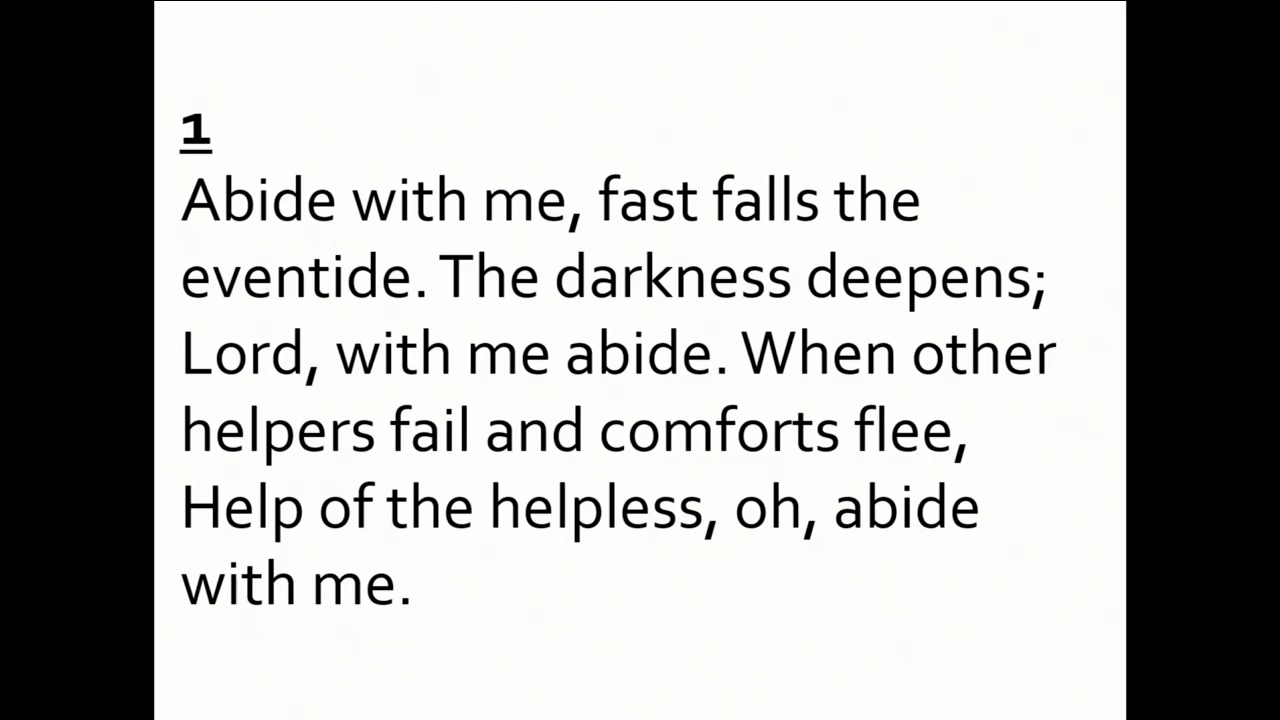 1
Abide with me, fast falls the
eventide. The darkness deepens;
Lord, with me abide. When other
helpers fail and comforts flee,
Help of the helpless, oh, abide
with me.